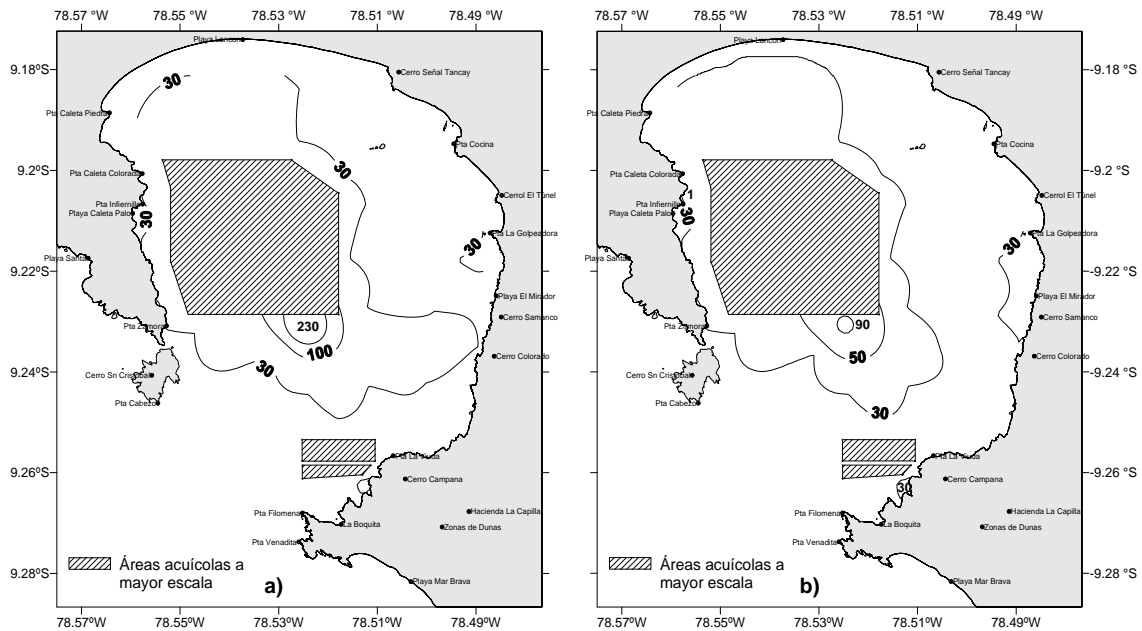 78.57°W 78.55°W 78.53°W 78.51°W 78.49°W
9.18°S
9.20°S
9.22°S
9.24°S
9.26°S
9.28°S
Playa Lancon
Cerro Señal Tancay
30
Pta Caleta Piedra
Pta Cocina
Pta Caleta Colorada
30
Cerrol El Túnel
Pta Infiernillo
Playa Caleta Palo
30
Pta La Golpeadora
30
Playa Santa
Playa El Mirador
Cerro Samanco
230
Pta Zamora
100
Cerro Colorado
30
Cerro Sn Cristobal
Pta Cabezo
Pta La Viuda
Cerro Campana
Pta Filomena
Hacienda La Capilla
La Boquita
Zonas de Dunas
Pta Venadita
Áreas acuícolas a
mayor escala
a)
Playa Mar Brava
78.57°W 78.55°W 78.53°W 78.51°W 78.49°W
78.57°W 78.55°W 78.53°W 78.51°W 78.49°W
Playa Lancon
Cerro Señal Tancay
Pta Caleta Piedra
Pta Cocina
Pta Caleta Colorada
1
Cerrol El Túnel
Pta Infiernillo
Playa Caleta Palo
30
Pta La Golpeadora
30
Playa Santa
Playa El Mirador
Cerro Samanco
90
Pta Zamora
50
Cerro Colorado
Cerro Sn Cristobal
Pta Cabezo
30
Pta La Viuda
Cerro Campana
30
Pta Filomena
Hacienda La Capilla
La Boquita
Zonas de Dunas
Pta Venadita
Áreas acuícolas a
mayor escala
b)
Playa Mar Brava
-9.18 °S
-9.2 °S
-9.22 °S
-9.24 °S
-9.26 °S
-9.28 °S
78.57°W 78.55°W 78.53°W 78.51°W 78.49°W